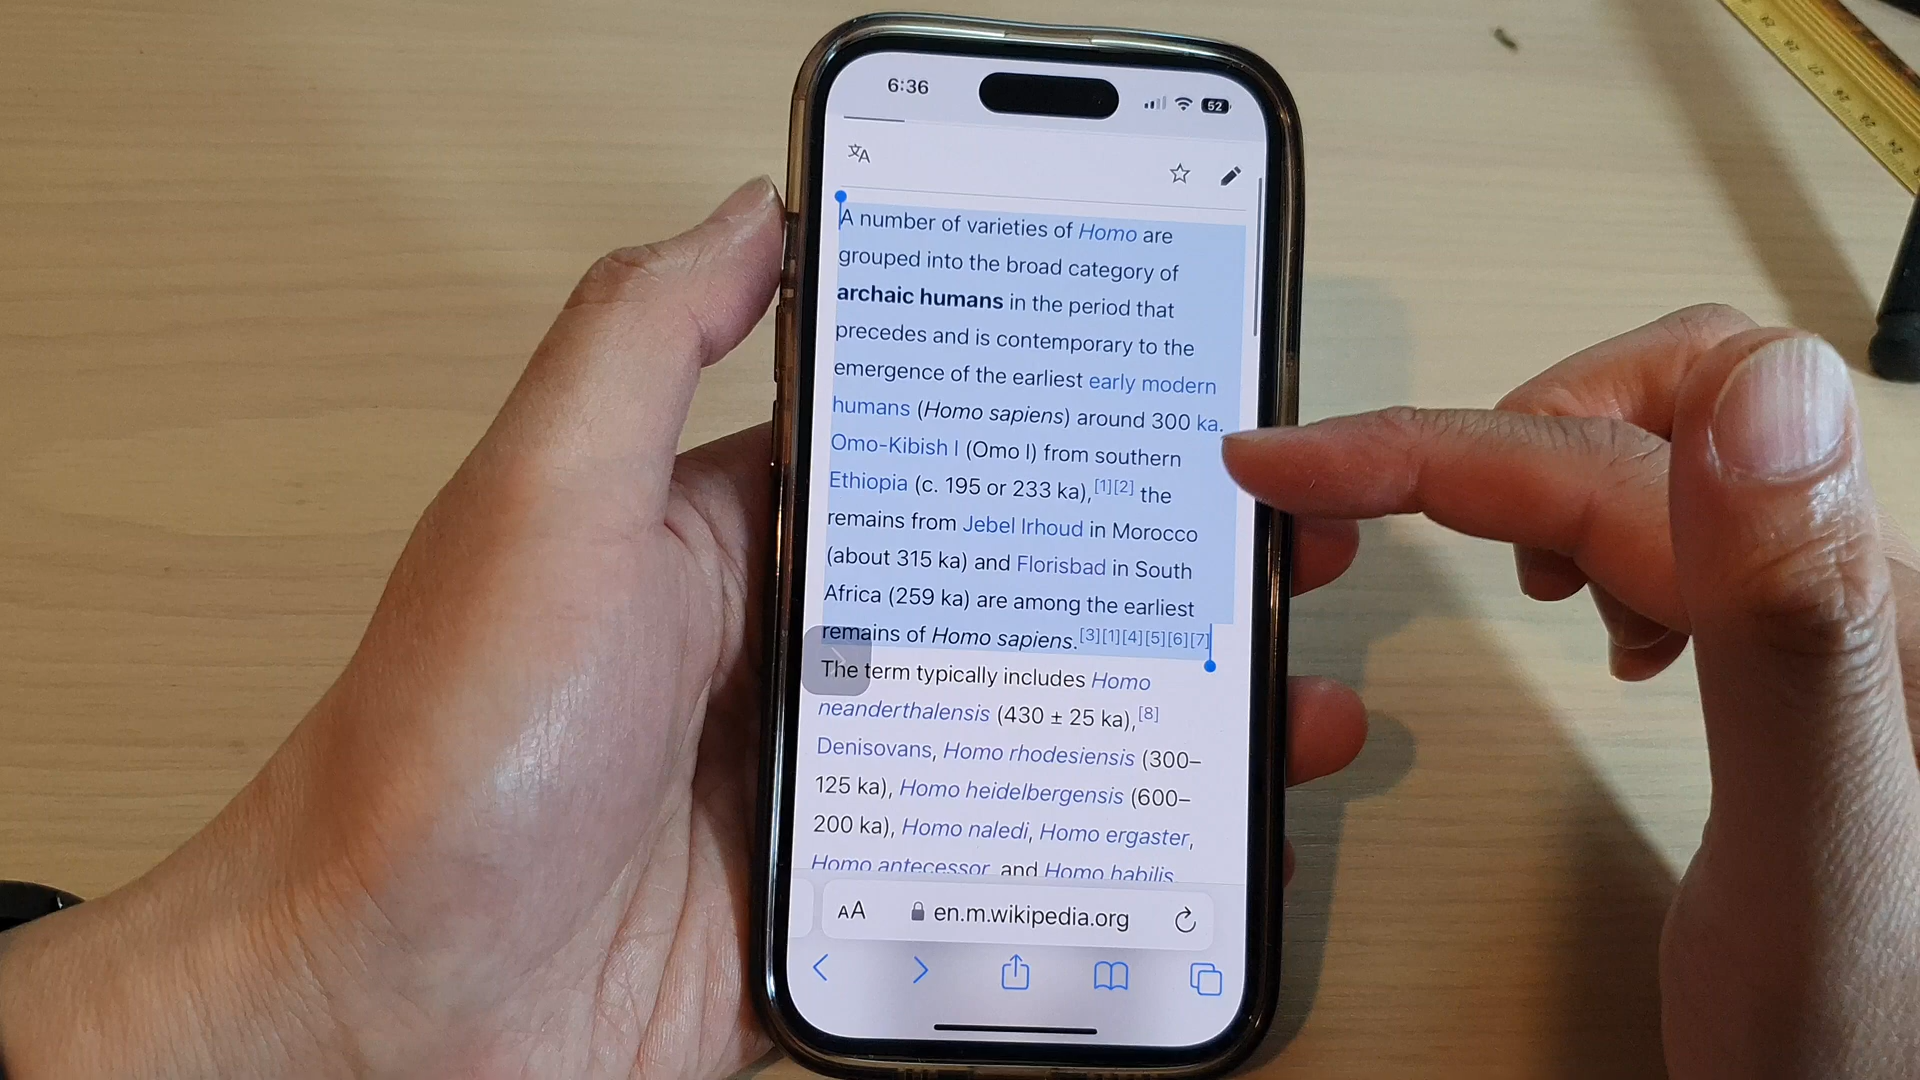 6:36
52
文A
A number of varieties of Homo are
grouped into the broad category of
archaic humans in the period that
precedes and is contemporary to the
emergence of the earliest early modern
humans (Homo sapiens) around 300 ka.
Omo-Kibish I (Omo I) from southern
Ethiopia (c. 195 or 233 ka),[1][2] the
remains from Jebel Irhoud in Morocco
(about 315 ka) and Florisbad in South
Africa (259 ka) are among the earliest
remains of Homo sapiens.[3][1][4][5][6][7]
The term typically includes Homo
neanderthalensis (430 ± 25 ka),[8]
Denisovans, Homo rhodesiensis (300–
125 ka), Homo heidelbergensis (600–
200 ka), Homo naledi, Homo ergaster,
Homo antecessor, and Homo habilis.
AA en.m.wikipedia.org